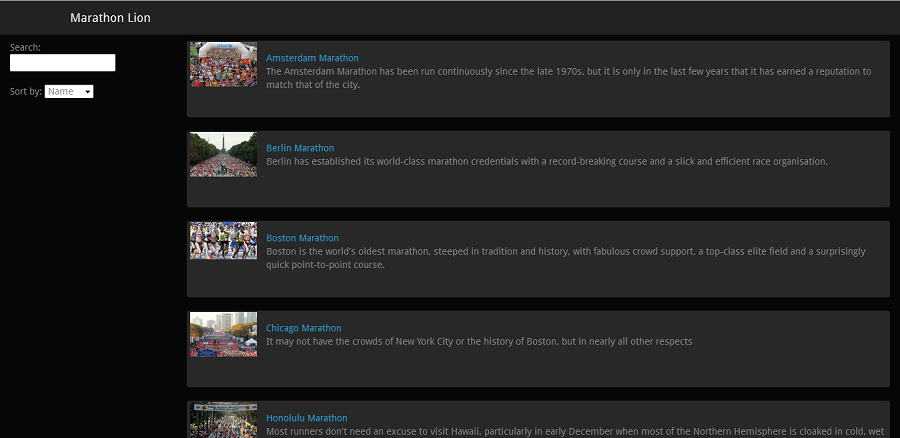 Marathon Lion
Search:
Sort by: Name
Amsterdam Marathon
The Amsterdam Marathon has been run continuously since the late 1970s, but it is only in the last few years that it has earned a reputation to
match that of the city.
Berlin Marathon
Berlin has established its world-class marathon credentials with a record-breaking course and a slick and efficient race organisation.
Boston Marathon
Boston is the world's oldest marathon, steeped in tradition and history, with fabulous crowd support, a top-class elite field and a surprisingly
quick point-to-point course.
Chicago Marathon
It may not have the crowds of New York City or the history of Boston, but in nearly all other respects
Honolulu Marathon
Most runners don't need an excuse to visit Hawaii, particularly in early December when most of the Northern Hemisphere is cloaked in cold, wet